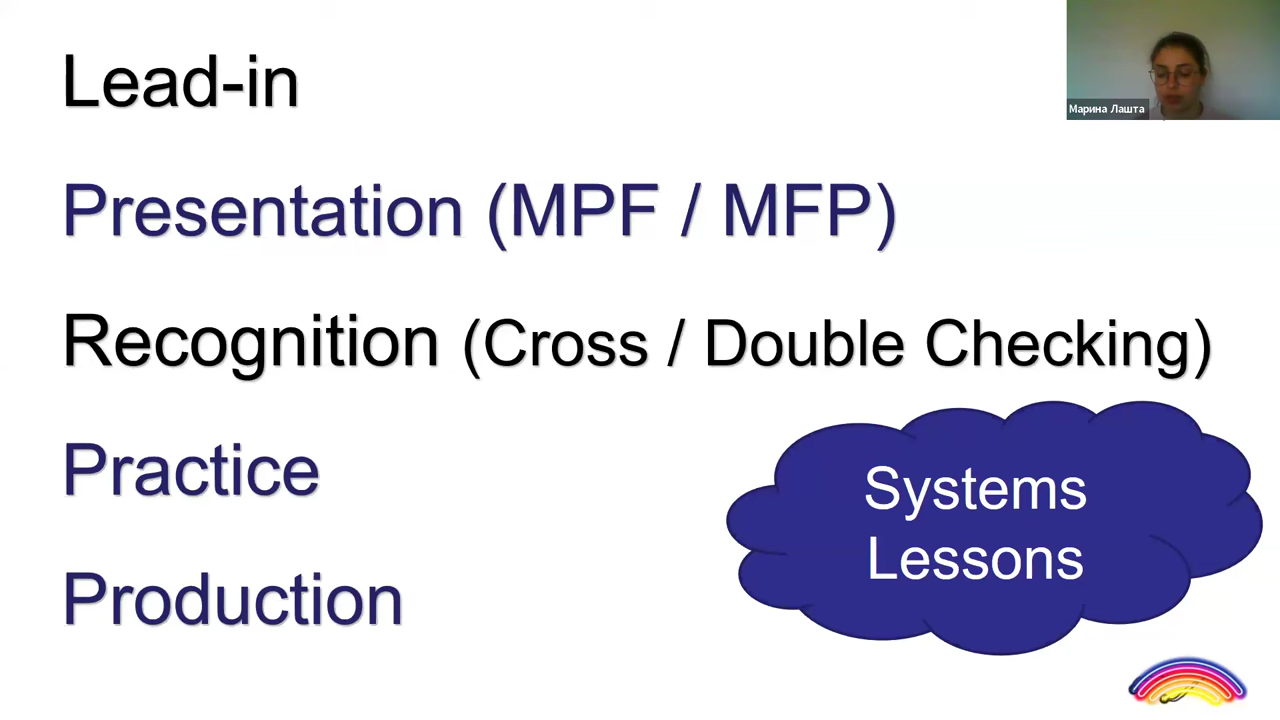 Lead-in
Марина Лашта
Presentation (MPF / MFP)
Recognition (Cross / Double Checking)
Practice
Systems
Lessons
Production